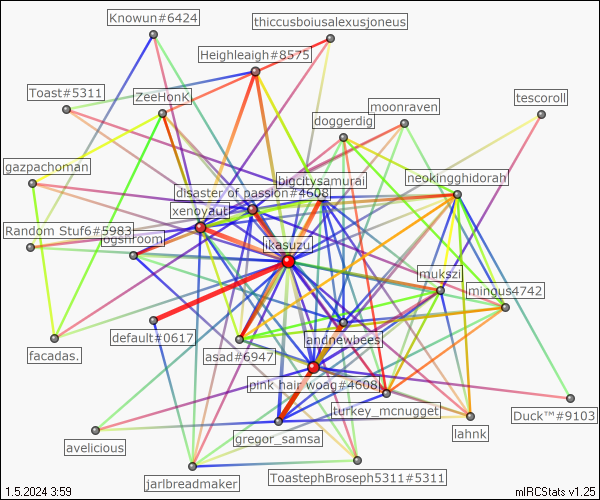 Knowun#6424
thiccusboiusalexusjoneus
Heighleaigh#8575
Toast#5311
ZeeHonK
moonraven
tescoroll
doggerdig
gazpachoman
bigcitysamurai
neokingghidorah
disaster of passion#4608
xenoyaut
Random Stuf6#5983
ogshroom
ikasuzu
mukszi
mingus4742
default#0617
andnewbees
facadas.
asad#6947
pink hair woag#4608
turkey_mcnugget
Duck™#9103
avelicious
gregor_samsa
lahnk
jarlbreadmaker
ToastephBroseph5311#5311
1.5.2024 3:59
mIRCStats v1.25